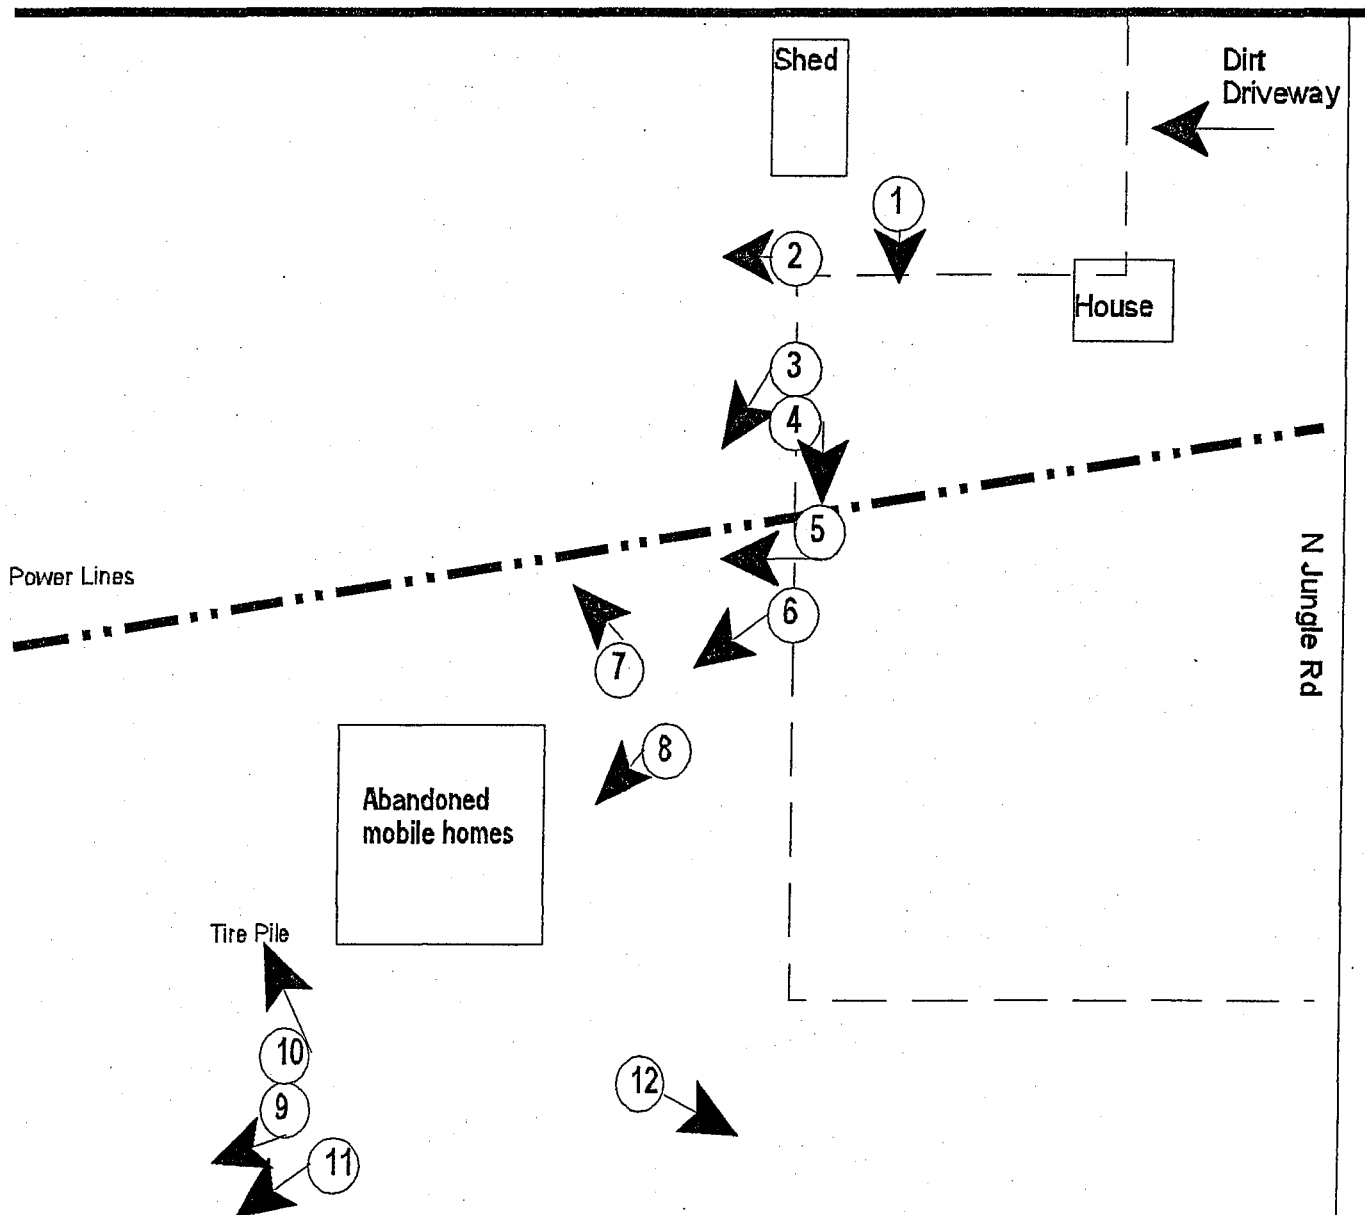 Shed
Dirt
Driveway
1
2
House
3
4
5
Power Lines
N Jungle Rd
6
7
8
Abandoned
mobile homes
Tire Pile
10
12
9
11